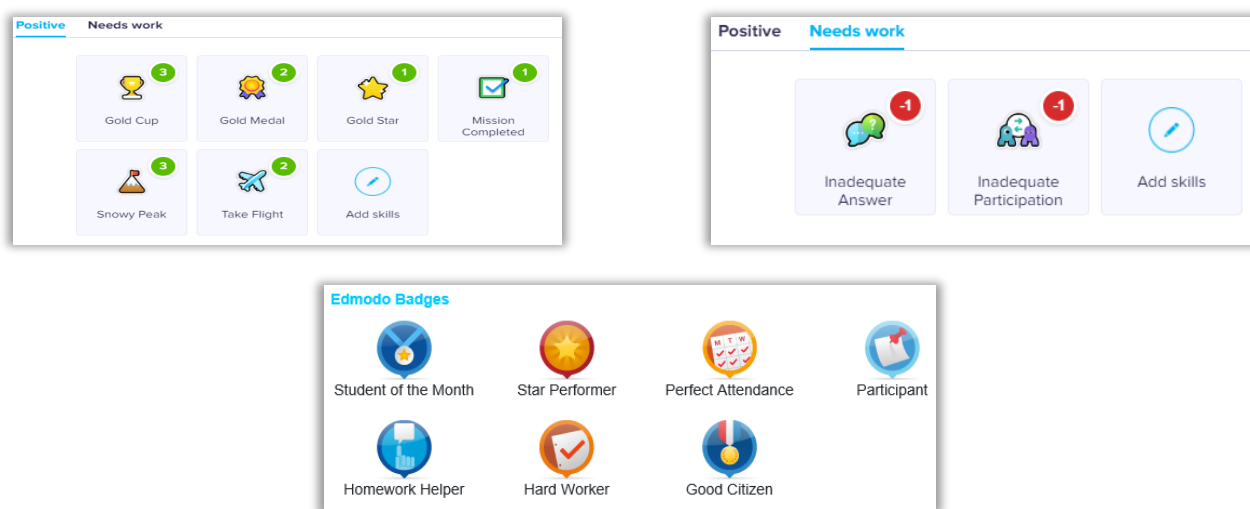 Positive Needs work
3 2 1 1
Gold Cup Gold Medal Gold Star Mission
Completed
3 2
Snowy Peak Take Flight Add skills
Positive Needs work
-1 -1
Inadequate Inadequate Add skills
Answer Participation
Edmodo Badges
M T W
Student of the Month Star Performer Perfect Attendance Participant
Homework Helper Hard Worker Good Citizen